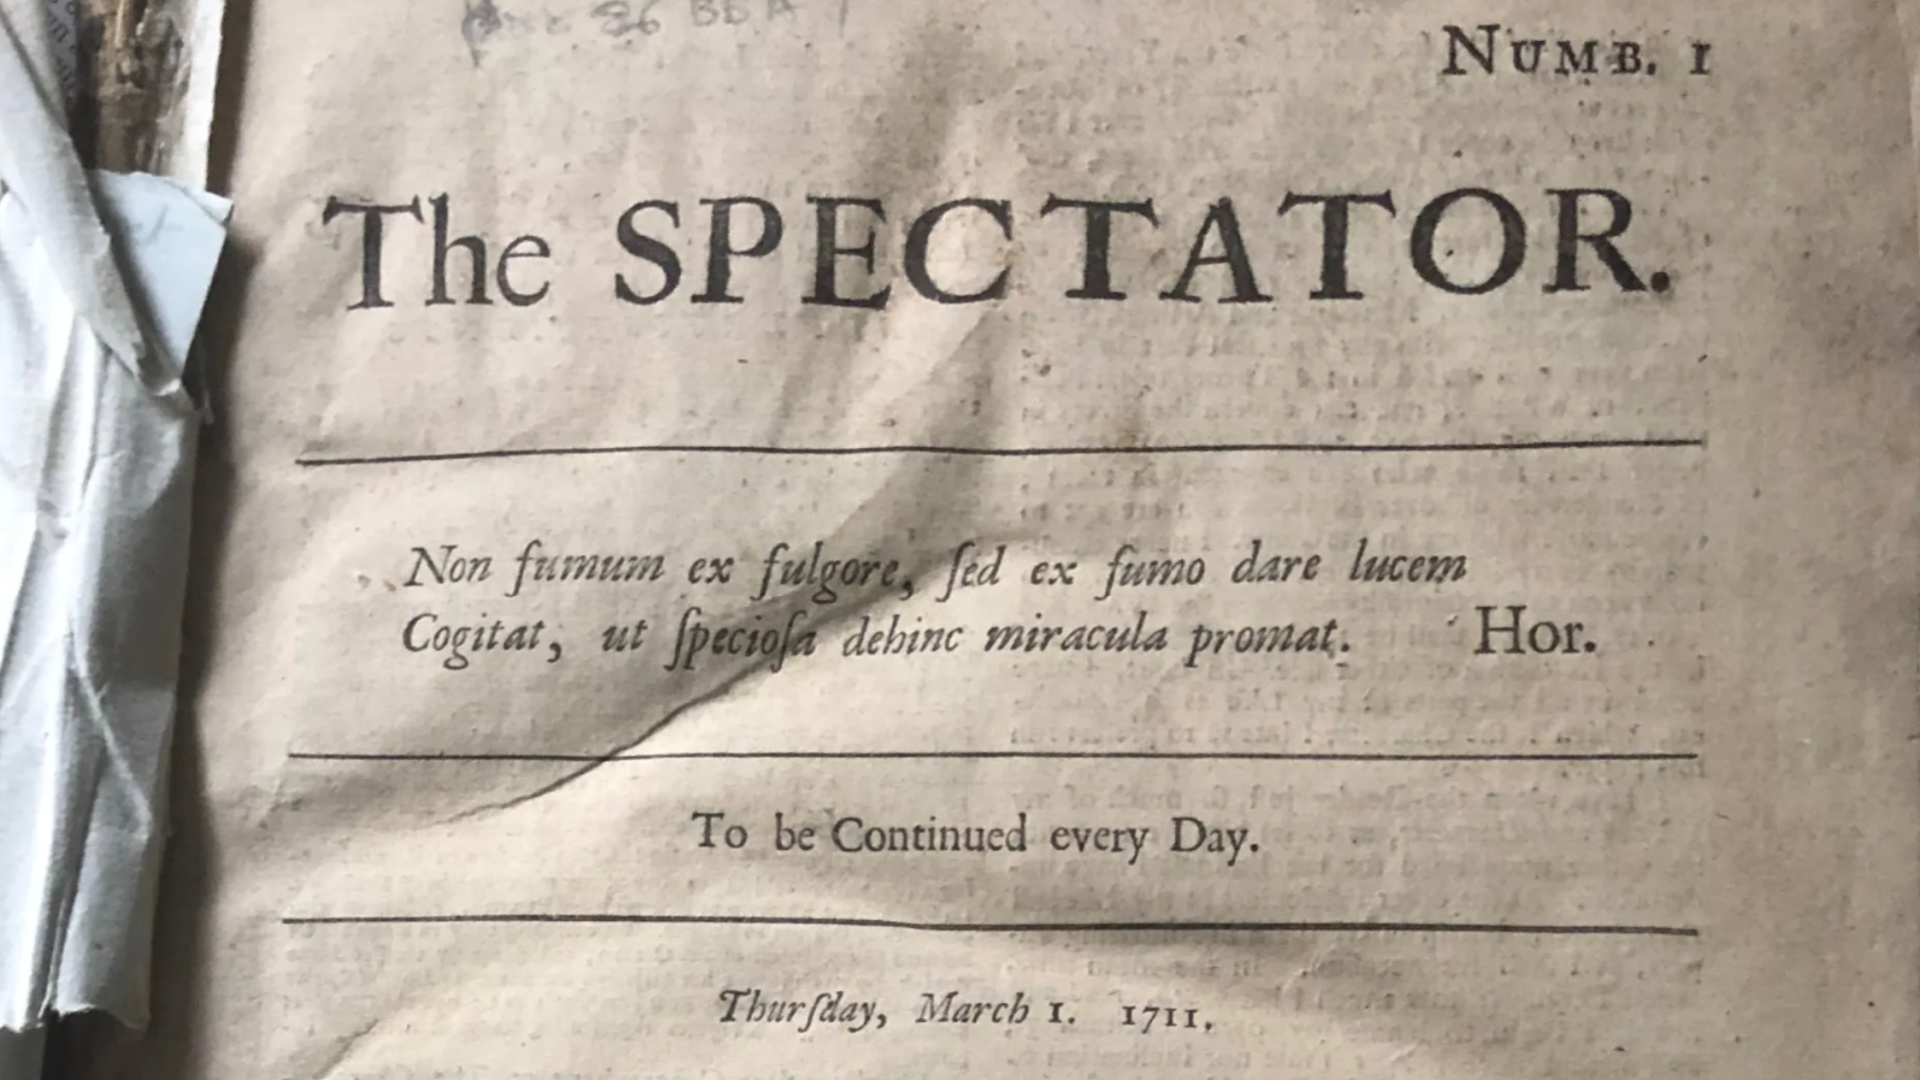 NUMB. 1
The SPECTATOR.
Non fumum ex fulgore, ſed ex fumo dare lucem
Cogitat, ut ſpecioſa dehinc miracula promat. Hor.
To be Continued every Day.
Thurſday, March 1. 1711.